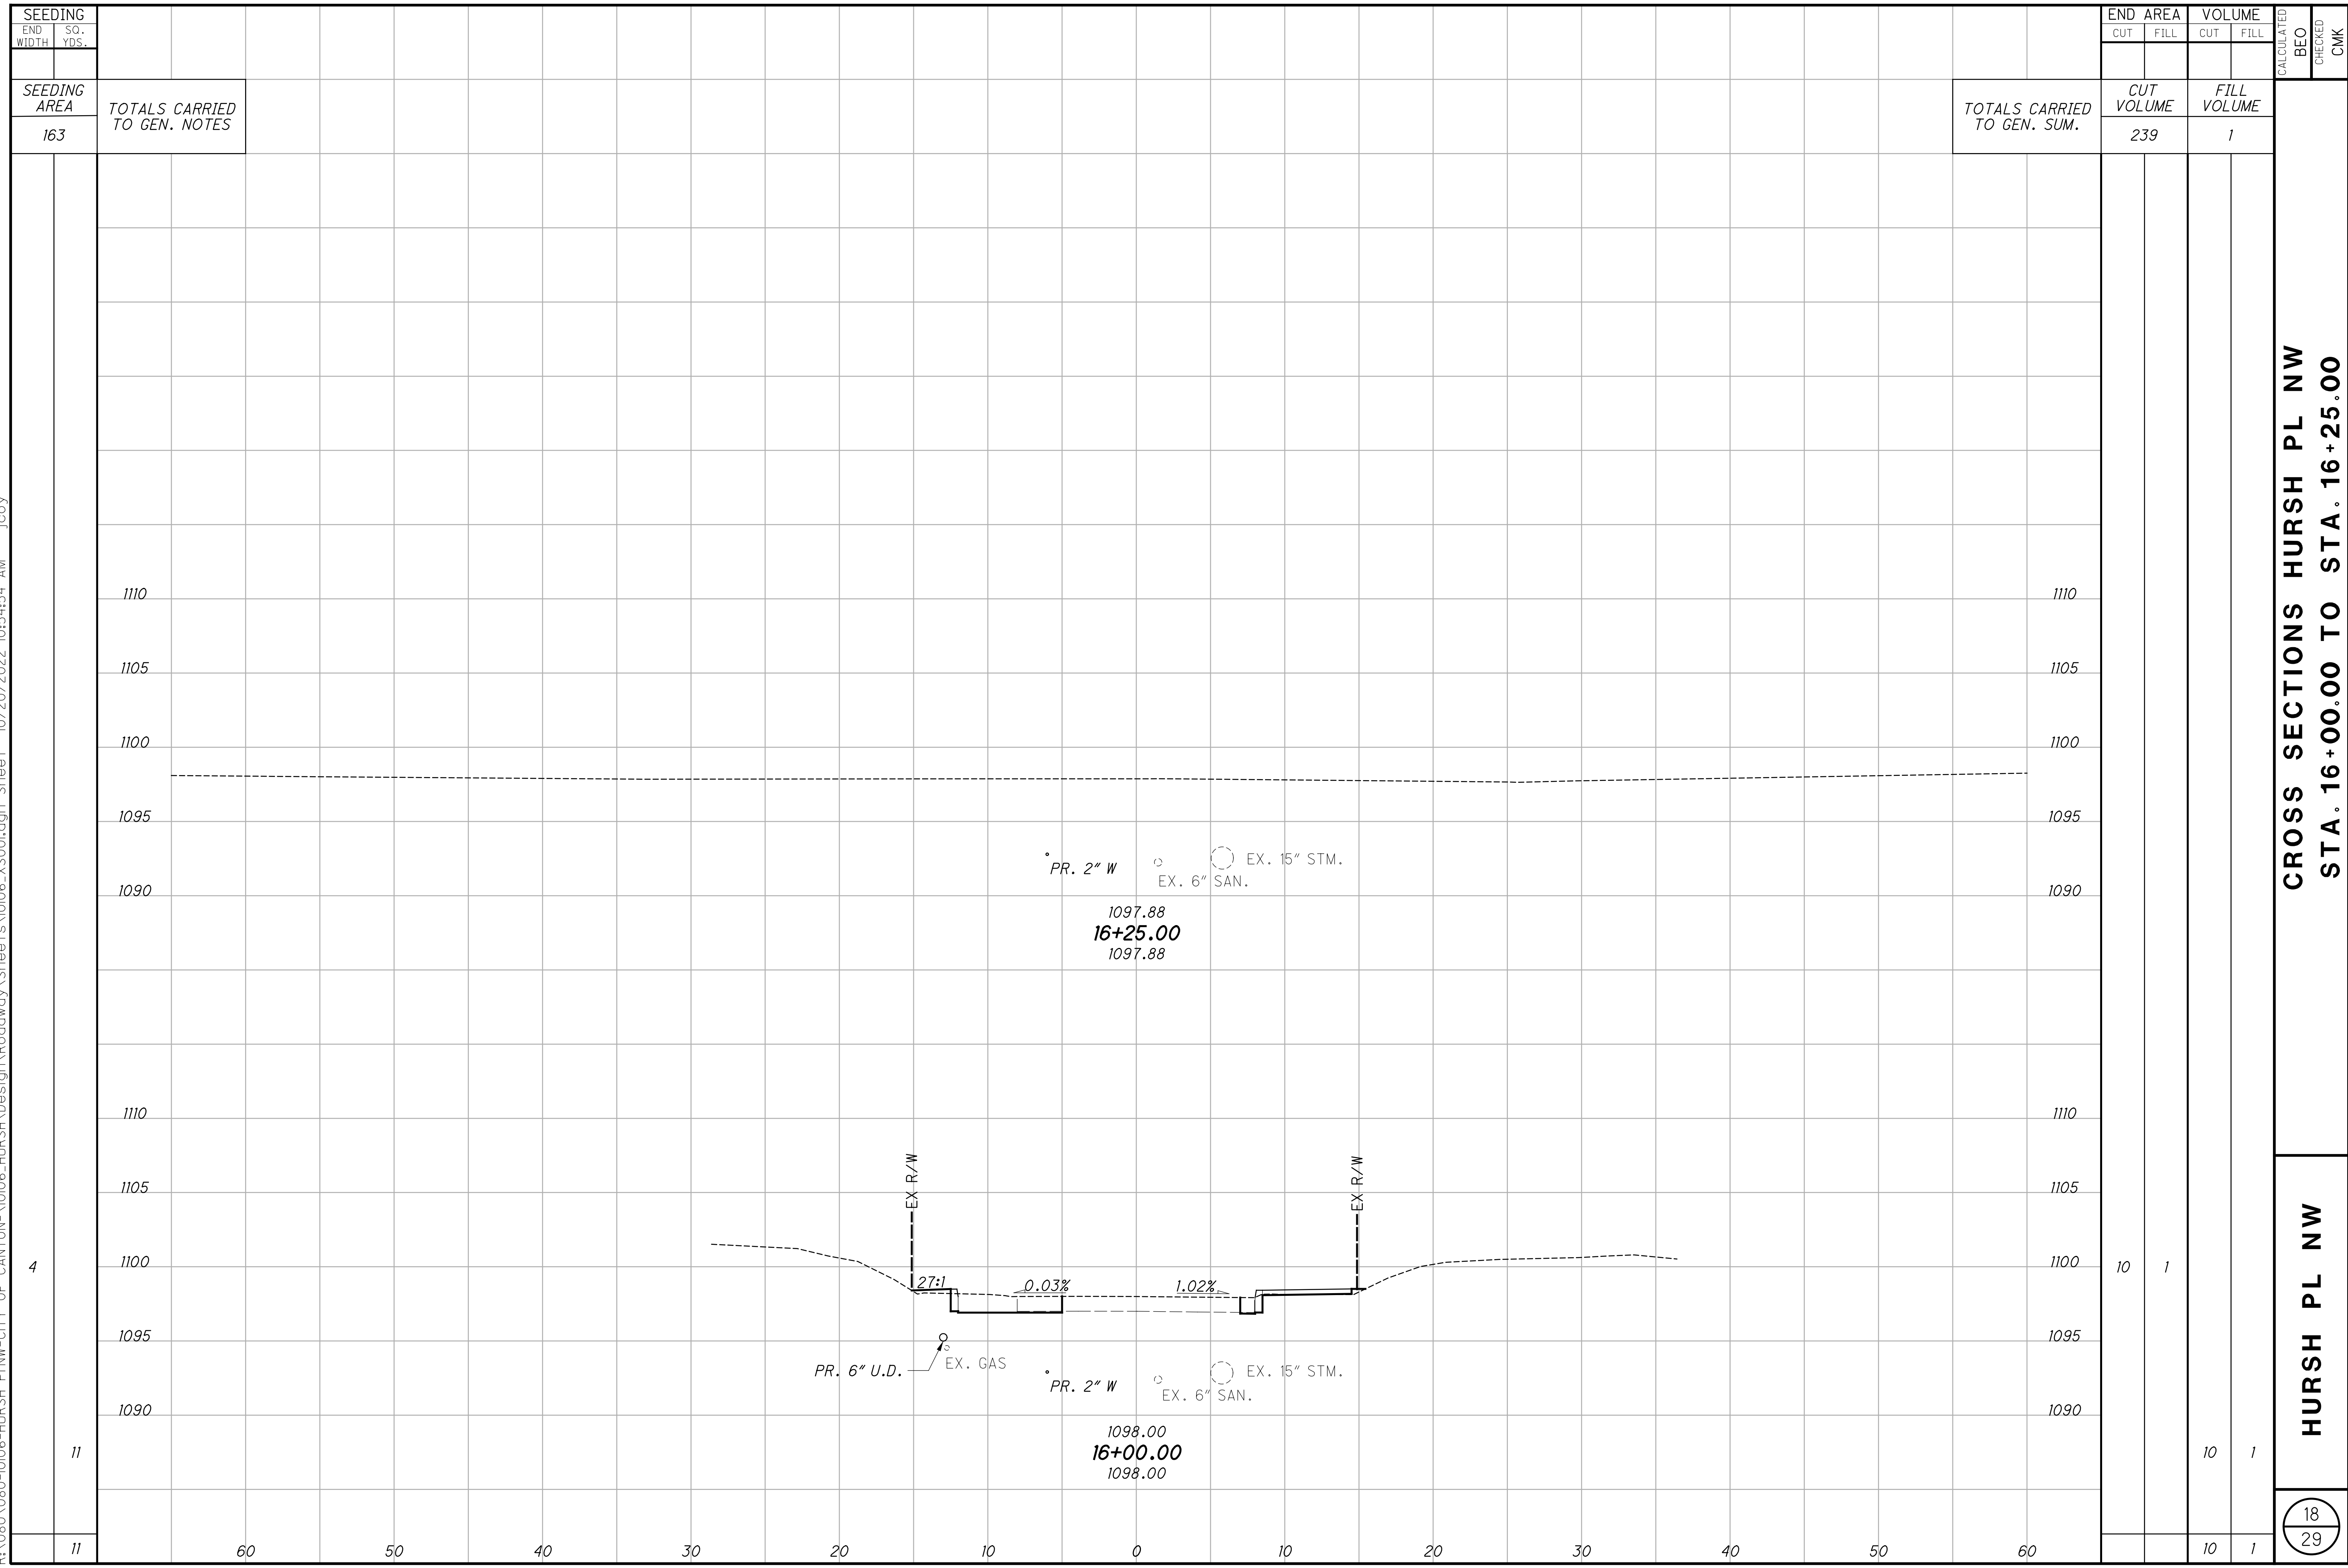 SEEDING
END WIDTH
SQ. YDS.
SEEDING AREA
163
TOTALS CARRIED
TO GEN. NOTES
END AREA
VOLUME
CUT
FILL
CUT
FILL
CALCULATED
BEO
CHECKED
CMK
TOTALS CARRIED
TO GEN. SUM.
CUT
VOLUME
FILL
VOLUME
239
1
1110
1110
1105
1105
1100
1100
1095
1095
PR. 2" W
EX. 6" SAN.
EX. 15" STM.
1090
1090
1097.88
16+25.00
1097.88
1110
1110
EX R/W
EX R/W
1105
1105
4
1100
1100
10
1
27:1
0.03%
1.02%
1095
1095
PR. 6" U.D.
EX. GAS
PR. 2" W
EX. 6" SAN.
EX. 15" STM.
1090
1090
1098.00
16+00.00
1098.00
11
10
1
11
60
50
40
30
20
10
0
10
20
30
40
50
60
10
1
CROSS SECTIONS HURSH PL NW
STA. 16+00.00 TO STA. 16+25.00
HURSH PL NW
18
29